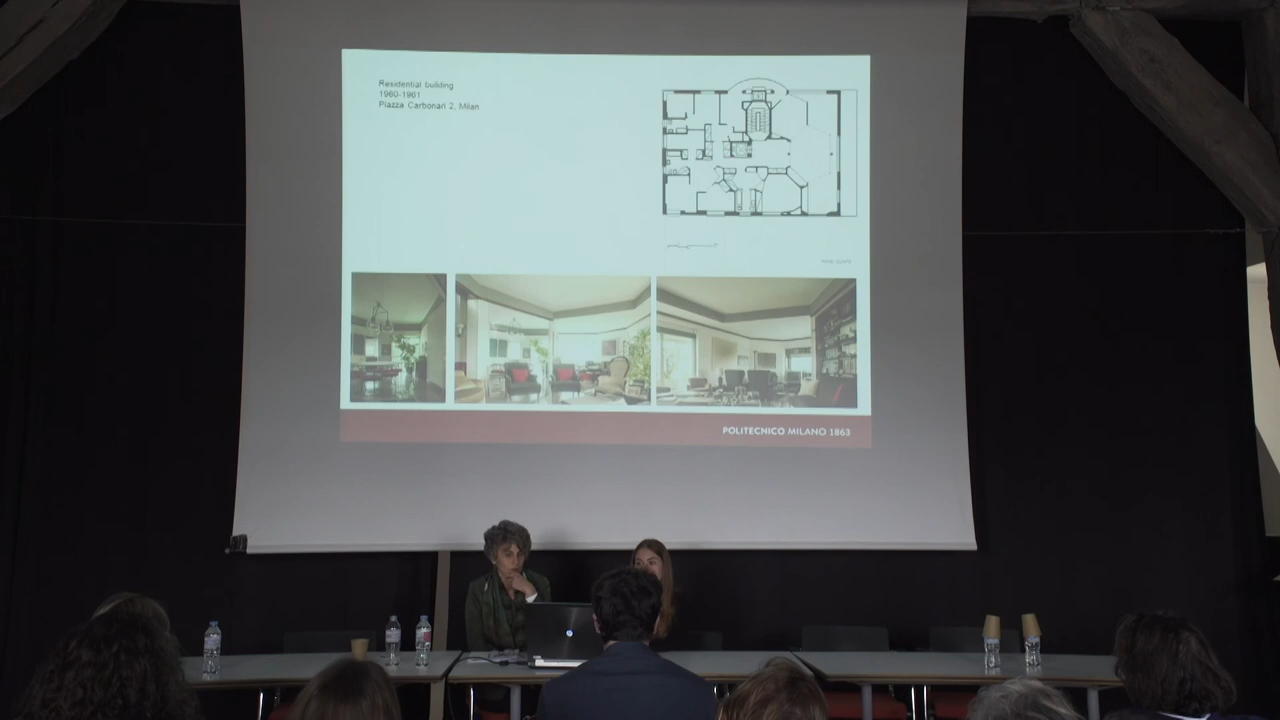 Residential building
1960-1961
Piazza Carbonari 2, Milan
POLITECNICO MILANO 1863